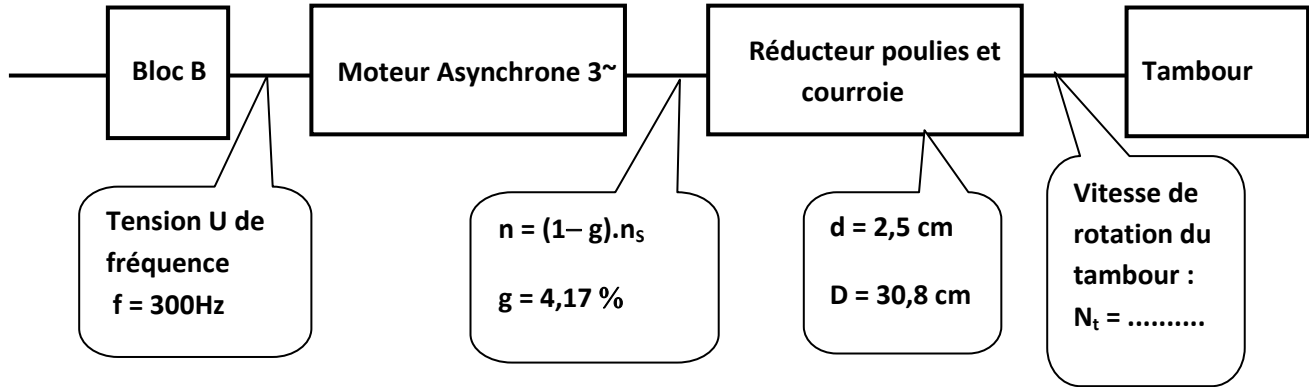 Bloc B
Moteur Asynchrone 3~
Réducteur poulies et
courroie
Tambour
Tension U de
fréquence
f = 300Hz
n = (1– g).nS
g = 4,17 %
d = 2,5 cm
D = 30,8 cm
Vitesse de
rotation du
tambour :
Nt = ..........